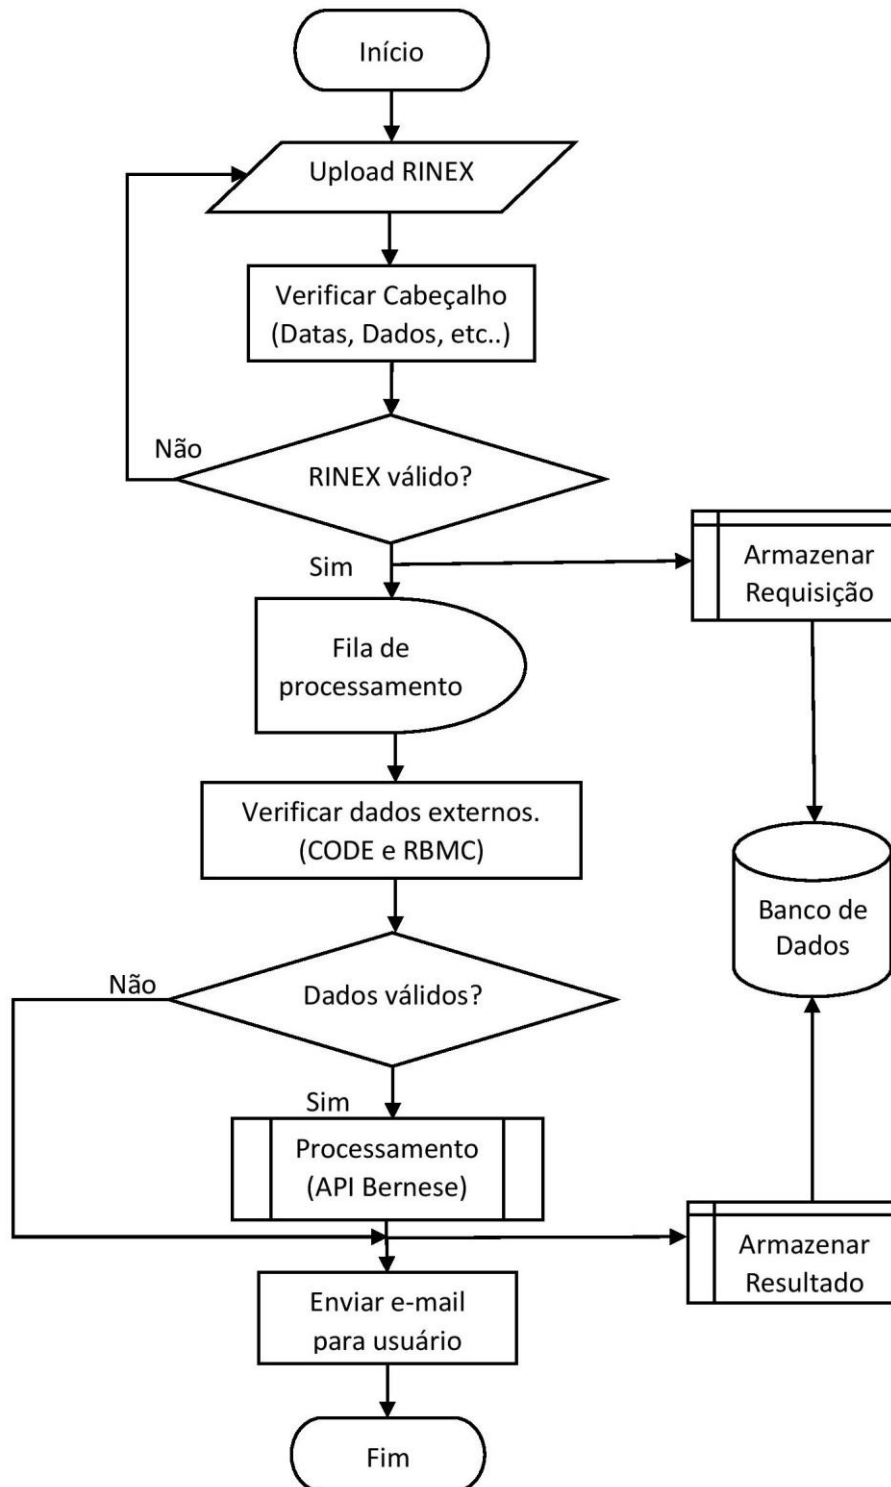 Início
Upload RINEX
Verificar Cabeçalho
(Datas, Dados, etc..)
Não
RINEX válido?
Sim
Armazenar
Requisição
Fila de
processamento
Verificar dados externos.
(CODE e RBMC)
Banco de
Dados
Não
Dados válidos?
Sim
Processamento
(API Bernese)
Armazenar
Resultado
Enviar e-mail
para usuário
Fim